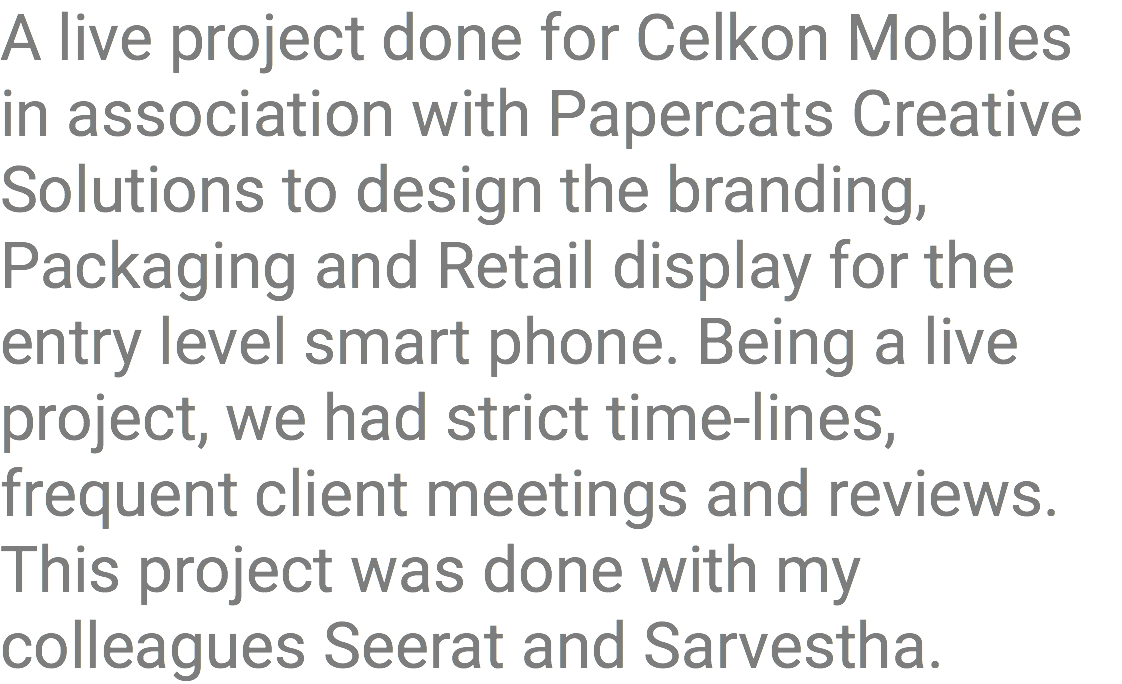 A live project done for Celkon Mobiles
in association with Papercats Creative
Solutions to design the branding,
Packaging and Retail display for the
entry level smart phone. Being a live
project, we had strict time-lines,
frequent client meetings and reviews.
This project was done with my
colleagues Seerat and Sarvestha.